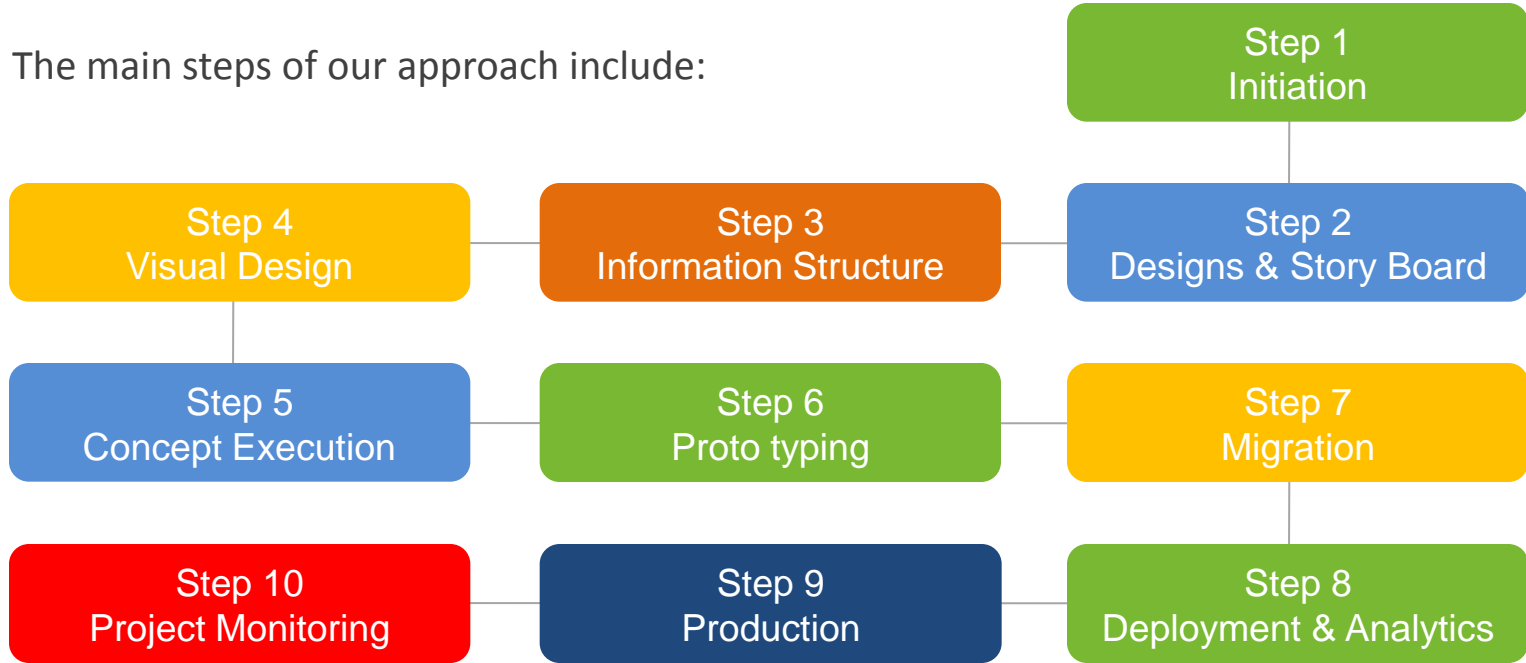 The main steps of our approach include:
Step 1
Initiation
Step 2
Designs & Story Board
Step 3
Information Structure
Step 4
Visual Design
Step 5
Concept Execution
Step 6
Proto typing
Step 7
Migration
Step 8
Deployment & Analytics
Step 9
Production
Step 10
Project Monitoring